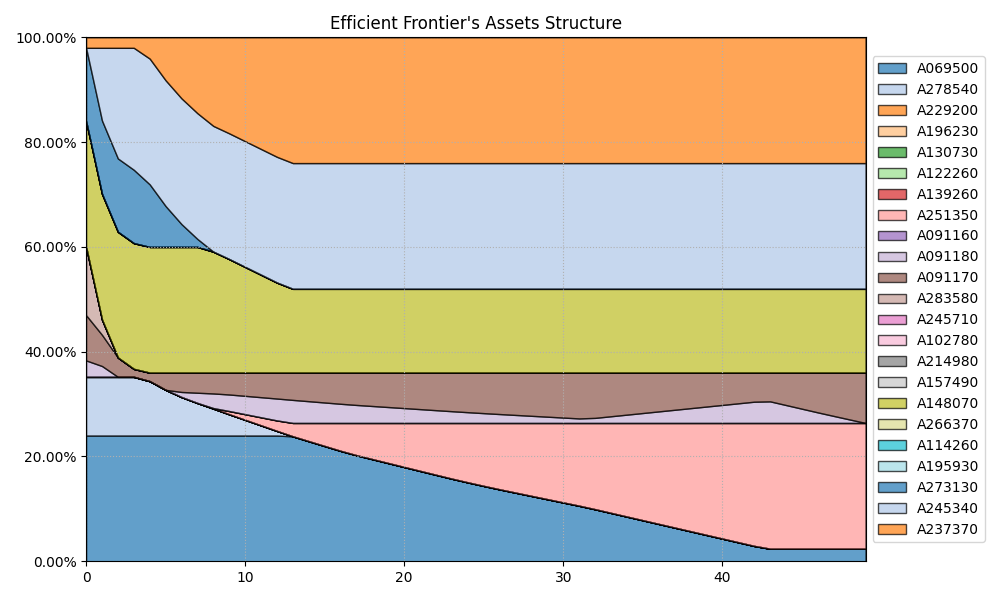 Efficient Frontier's Assets Structure
100.00%
80.00%
60.00%
40.00%
20.00%
0.00%
0
10
20
30
40
A069500
A278540
A229200
A196230
A130730
A122260
A139260
A251350
A091160
A091180
A091170
A283580
A245710
A102780
A214980
A157490
A148070
A266370
A114260
A195930
A273130
A245340
A237370